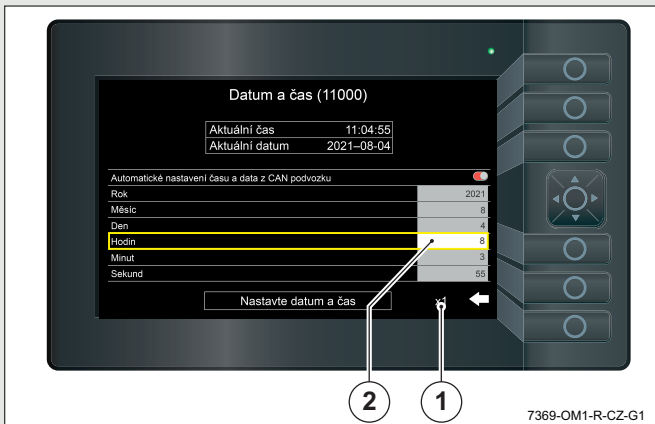 Datum a čas (11000)
Aktuální čas 11:04:55
Aktuální datum 2021–08-04
Automatické nastavení času a data z CAN podvozku
Rok 2021
Měsíc 8
Den 4
Hodin 8
Minut 3
Sekund 55
Nastavte datum a čas x1
2 1
7369-OM1-R-CZ-G1